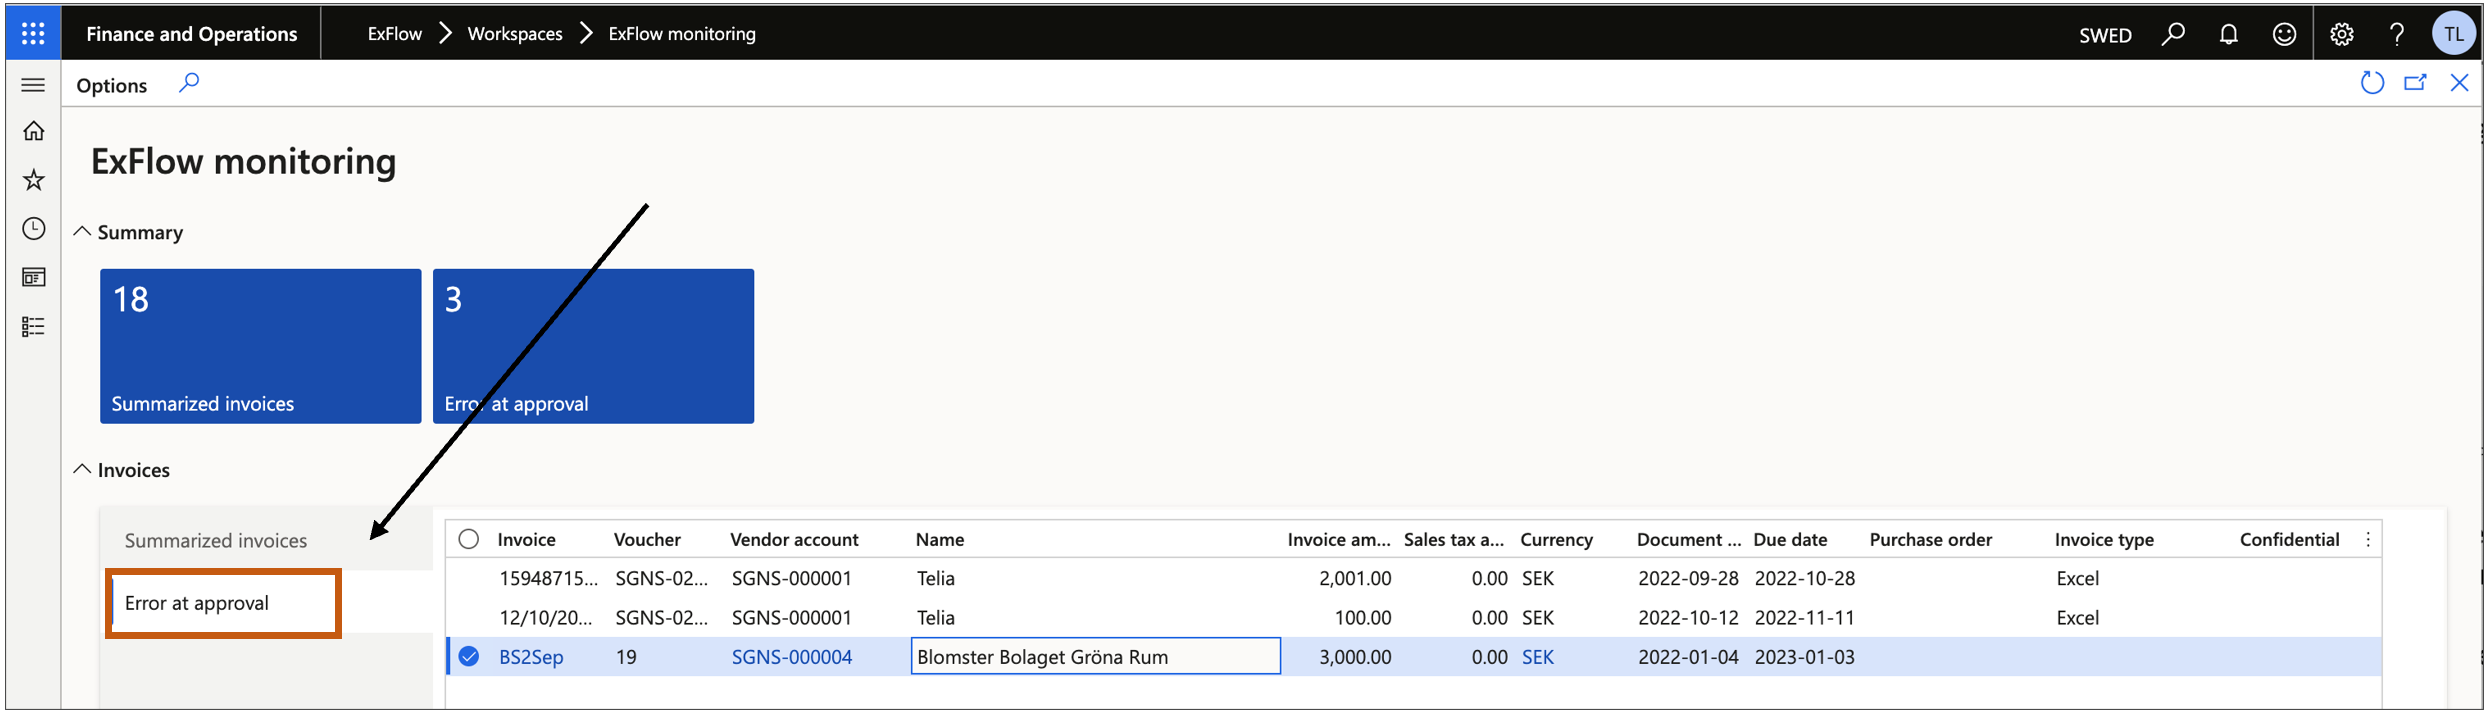 Finance and Operations ExFlow Workspaces ExFlow monitoring SWED ? TL
Options
ExFlow monitoring
Summary
18
Summarized invoices
3
Error at approval
Invoices
Summarized invoices
Error at approval
Invoice Voucher Vendor account Name Invoice am... Sales tax a... Currency Document ... Due date Purchase order Invoice type Confidential
15948715... SGNS-02... SGNS-000001 Telia 2,001.00 0.00 SEK 2022-09-28 2022-10-28 Excel
12/10/20... SGNS-02... SGNS-000001 Telia 100.00 0.00 SEK 2022-10-12 2022-11-11 Excel
BS2Sep 19 SGNS-000004 Blomster Bolaget Gröna Rum 3,000.00 0.00 SEK 2022-01-04 2023-01-03